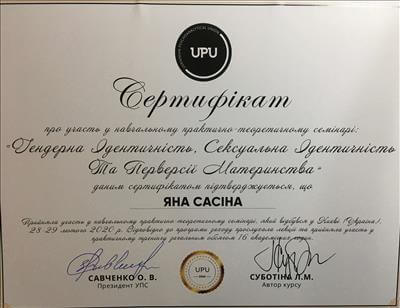 UPU
Сертифікат
про участь у навчальному практично-теоретичному семінарі:
"Гендерна Ідентичність, Сексуальна Ідентичність
Та Перверсії Материнства"
даним сертифікатом підтверджується, що
ЯНА САСІНА
Прийняла участь у навчальному практично-теоретичному семінарі, який відбувся у Києві (Україна),
28-29 лютого 2020 р. Відповідно до програми заходу прослухала лекції та прийняла участь у
практичному тренінгу загальним обсягом 16 академічних годин.
САВЧЕНКО О. В.
Президент УПС
UPU
СУБОТІНА Л.М.
Автор курсу